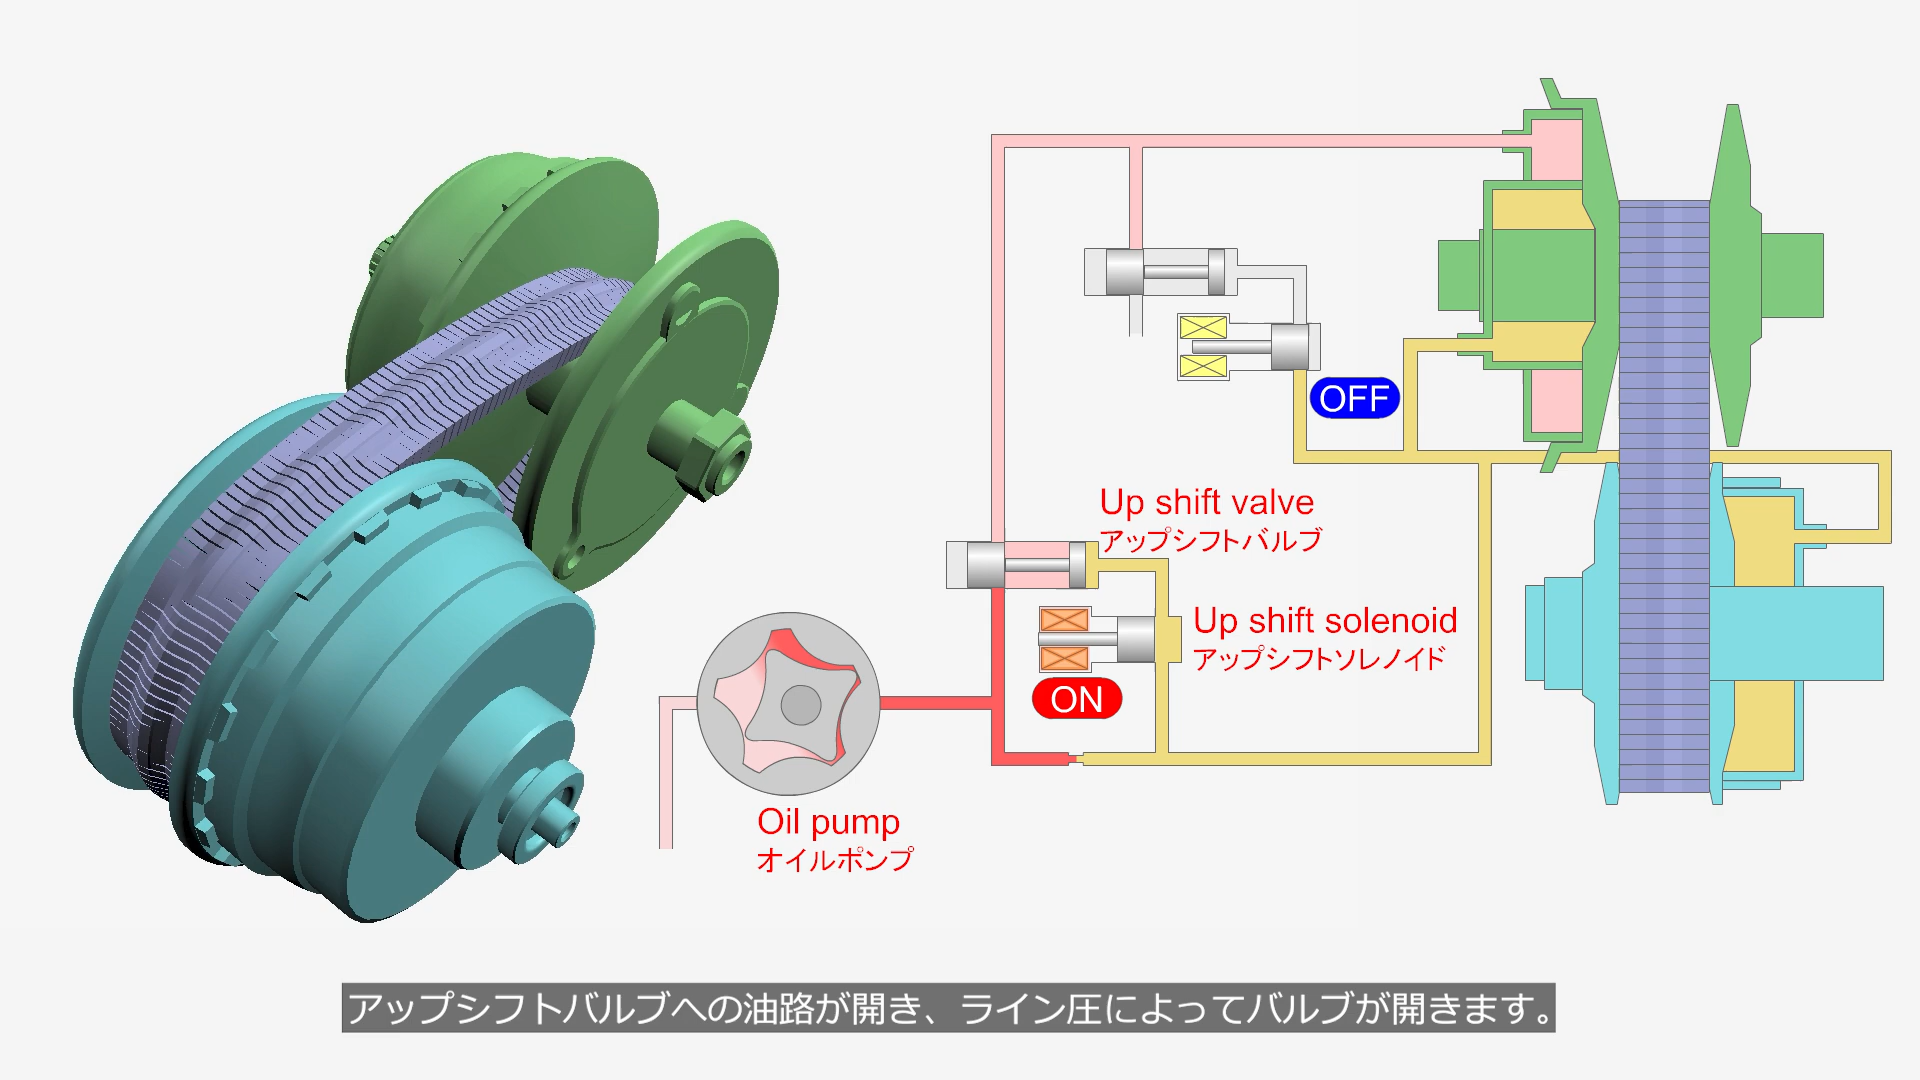 OFF
Up shift valve
アップシフトバルブ
Up shift solenoid
アップシフトソレノイド
ON
Oil pump
オイルポンプ
アップシフトバルブへの油路が開き、ライン圧によってバルブが開きます。